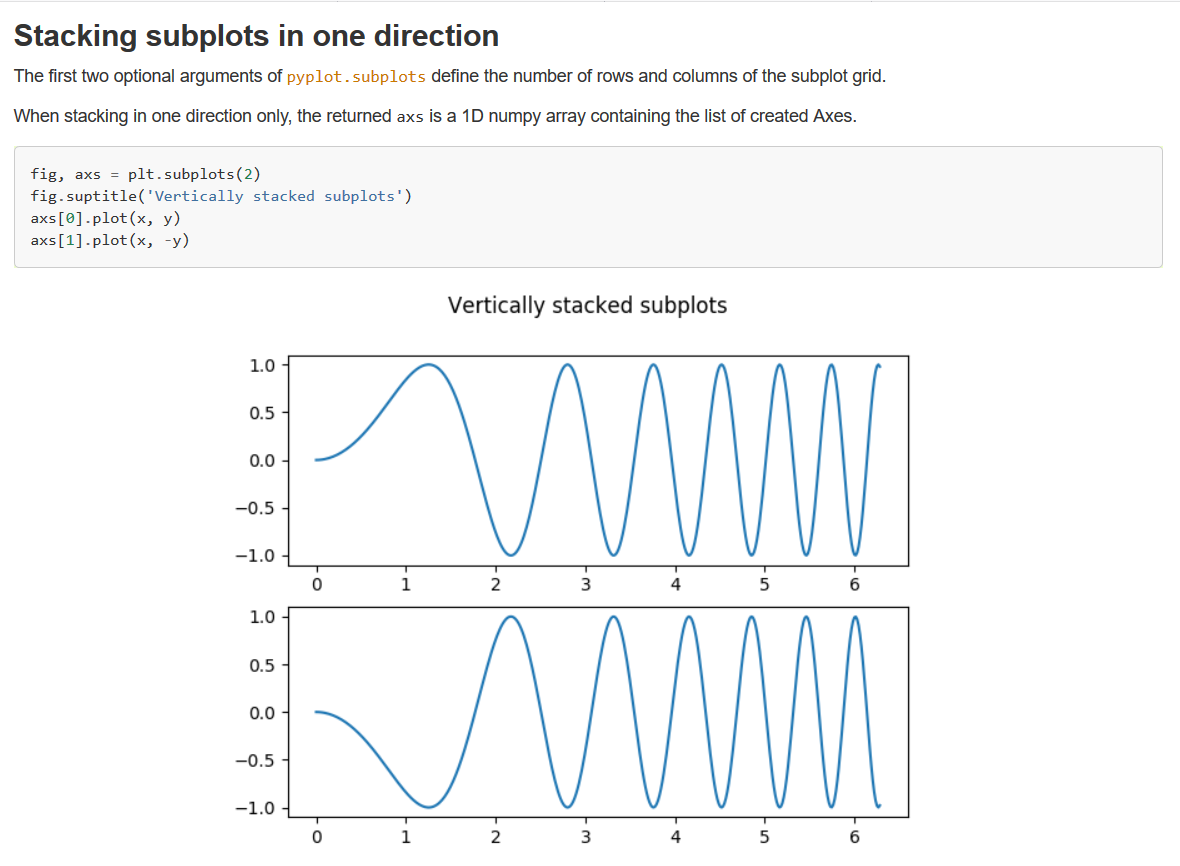 Stacking subplots in one direction
The first two optional arguments of pyplot.subplots define the number of rows and columns of the subplot grid.
When stacking in one direction only, the returned axs is a 1D numpy array containing the list of created Axes.
fig, axs = plt.subplots(2)
fig.suptitle('Vertically stacked subplots')
axs[0].plot(x, y)
axs[1].plot(x, -y)
Vertically stacked subplots
1.0
0.5
0.0
−0.5
−1.0
0 1 2 3 4 5 6
1.0
0.5
0.0
−0.5
−1.0
0 1 2 3 4 5 6